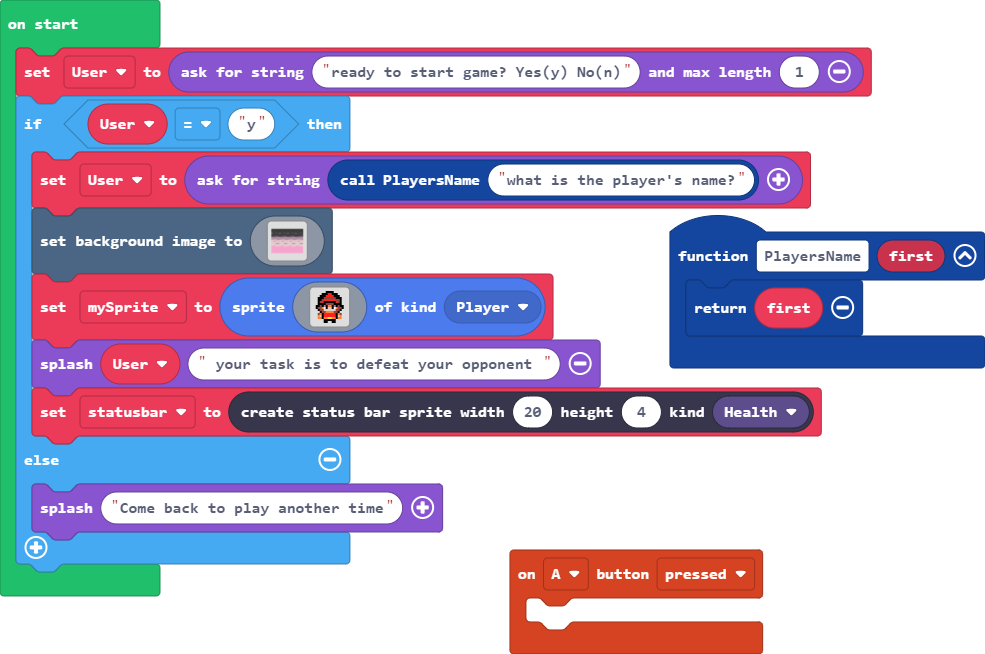 on start
set User to ask for string "ready to start game? Yes(y) No(n)" and max length 1
if User = "y" then
set User to ask for string call PlayersName "what is the player's name?"
set background image to
set mySprite to sprite of kind Player
splash User " your task is to defeat your opponent "
set statusbar to create status bar sprite width 20 height 4 kind Health
else
splash "Come back to play another time"
function PlayersName first
return first
on A button pressed